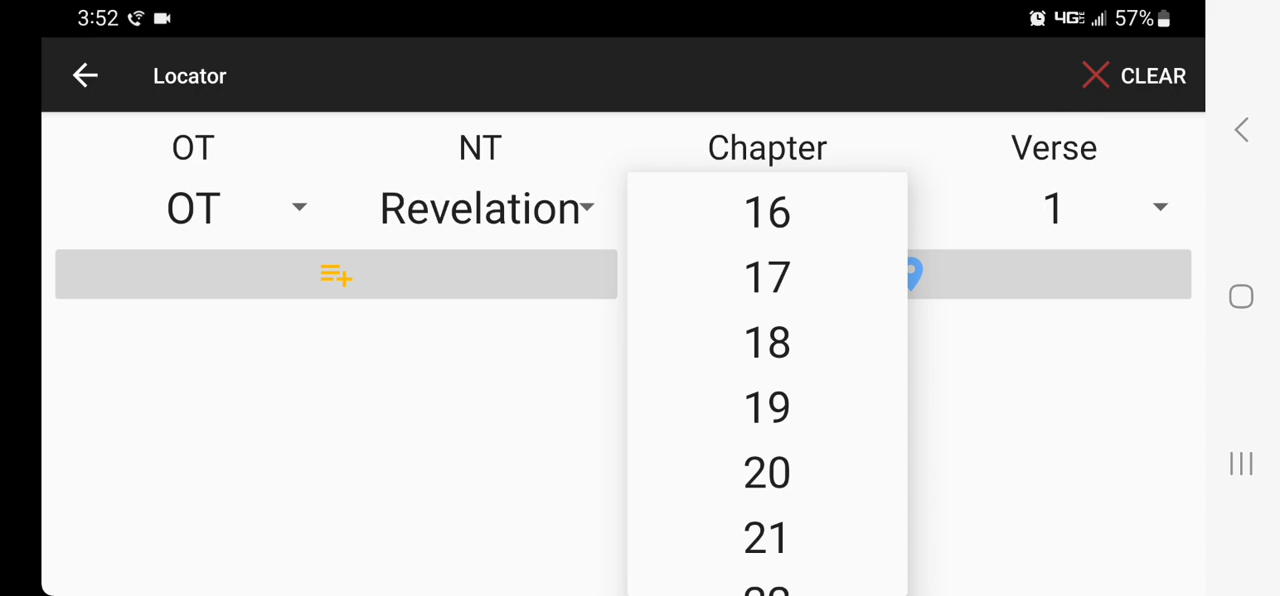 3:52 4G LTE 57%
Locator CLEAR
OT NT Chapter Verse
OT Revelation 1
16
17
18
19
20
21